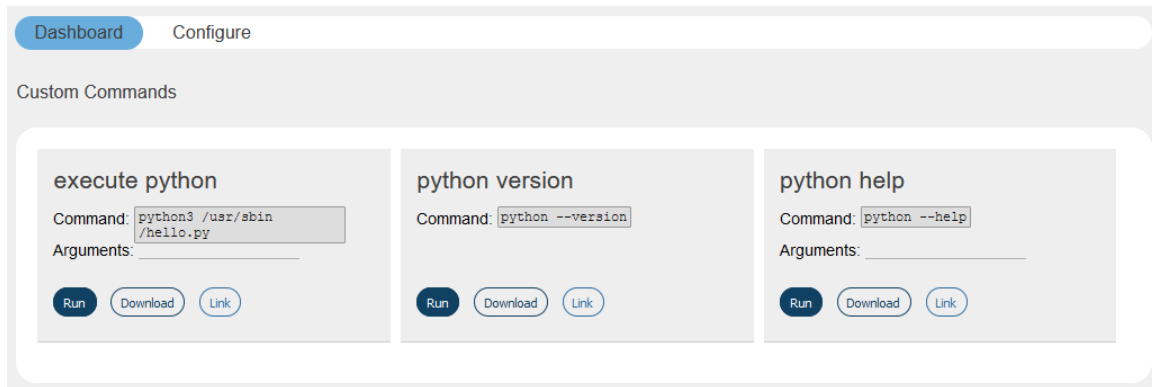 Dashboard Configure
Custom Commands
execute python
Command: python3 /usr/sbin
/hello.py
Arguments:
Run Download Link
python version
Command: python --version
Run Download Link
python help
Command: python --help
Arguments:
Run Download Link